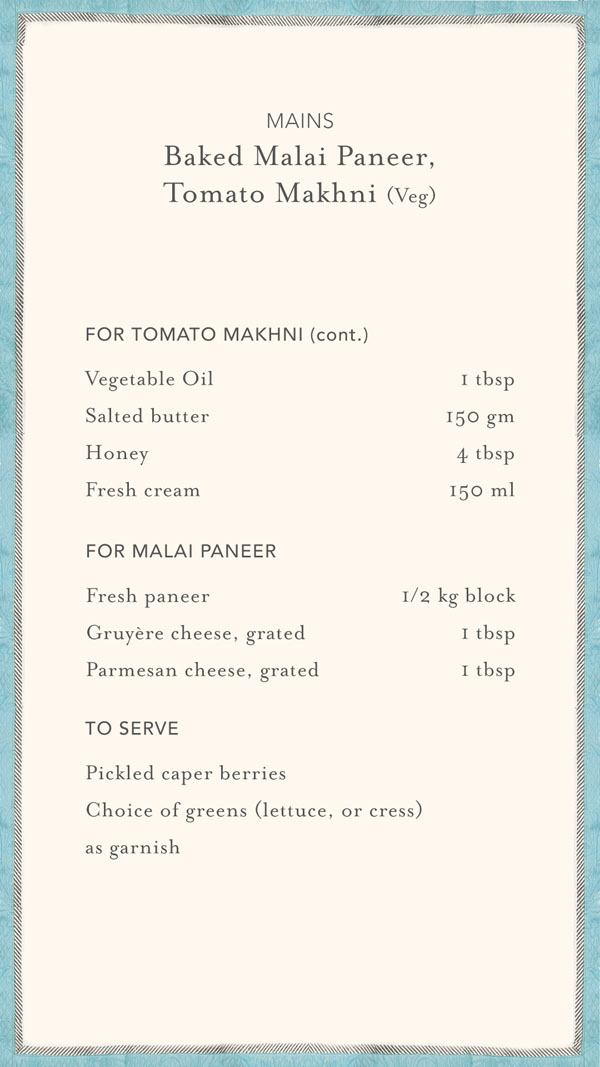 MAINS
Baked Malai Paneer,
Tomato Makhni (Veg)
FOR TOMATO MAKHNI (cont.)
Vegetable Oil 1 tbsp
Salted butter 150 gm
Honey 4 tbsp
Fresh cream 150 ml
FOR MALAI PANEER
Fresh paneer 1/2 kg block
Gruyère cheese, grated 1 tbsp
Parmesan cheese, grated 1 tbsp
TO SERVE
Pickled caper berries
Choice of greens (lettuce, or cress)
as garnish